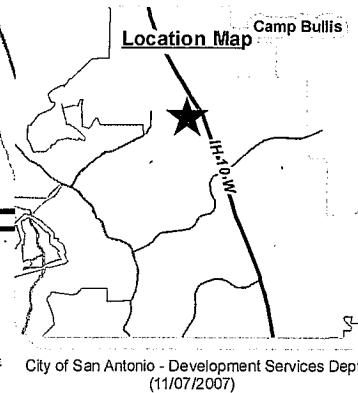 Camp Bullis
Location Map
IH-10-W
City of San Antonio - Development Services Dept
(11/07/2007)